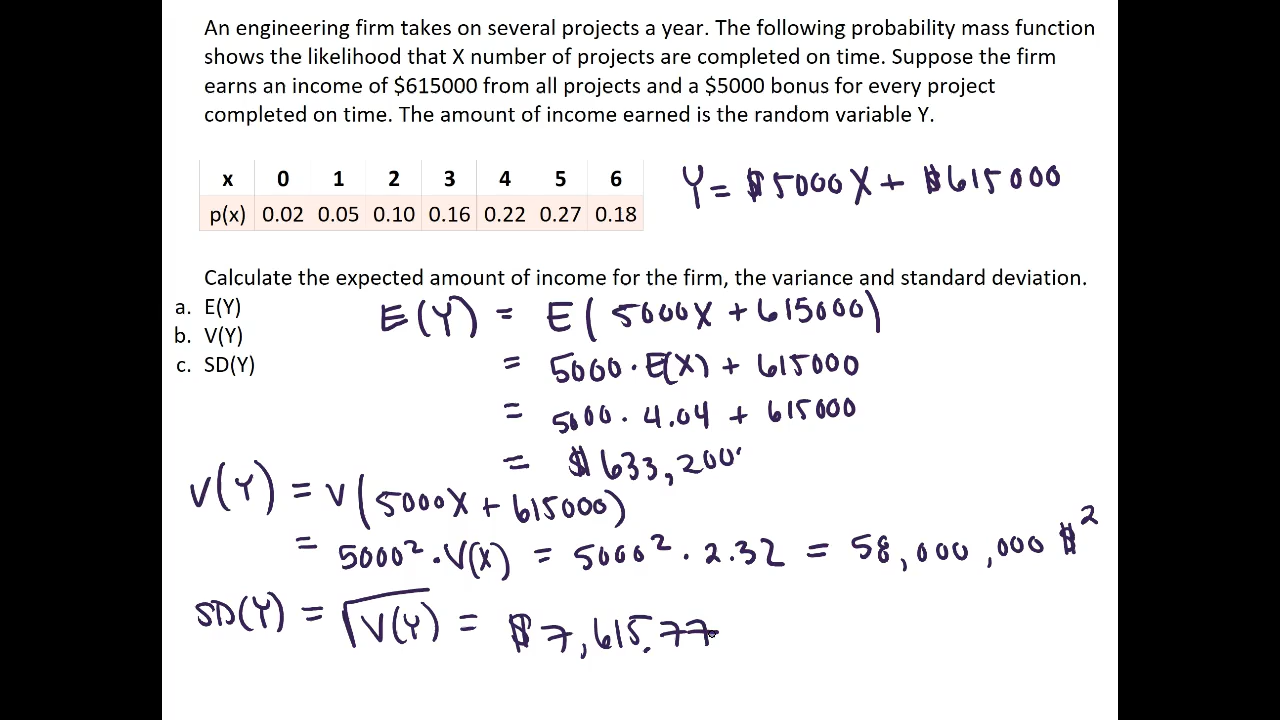 An engineering firm takes on several projects a year. The following probability mass function
shows the likelihood that X number of projects are completed on time. Suppose the firm
earns an income of $615000 from all projects and a $5000 bonus for every project
completed on time. The amount of income earned is the random variable Y.
x 0 1 2 3 4 5 6
p(x) 0.02 0.05 0.10 0.16 0.22 0.27 0.18
Y = $5000X + $615000
Calculate the expected amount of income for the firm, the variance and standard deviation.
a. E(Y)
b. V(Y)
c. SD(Y)
E(Y) = E(5000X + 615000)
= 5000 · E(X) + 615000
= 5000 · 4.04 + 615000
= $633,200
V(Y) = V(5000X + 615000)
= 5000² · V(X) = 5000² · 2.32 = 58,000,000 $²
SD(Y) = √V(Y) = $7,615.77